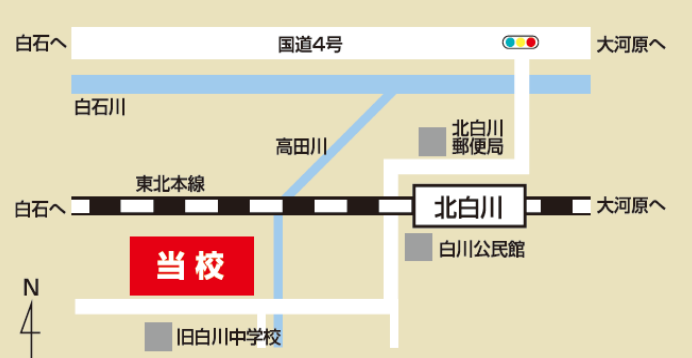 白石へ
国道4号
大河原へ
白石川
北白川
郵便局
高田川
東北本線
白石へ
北白川
大河原へ
当校
白川公民館
N
旧白川中学校